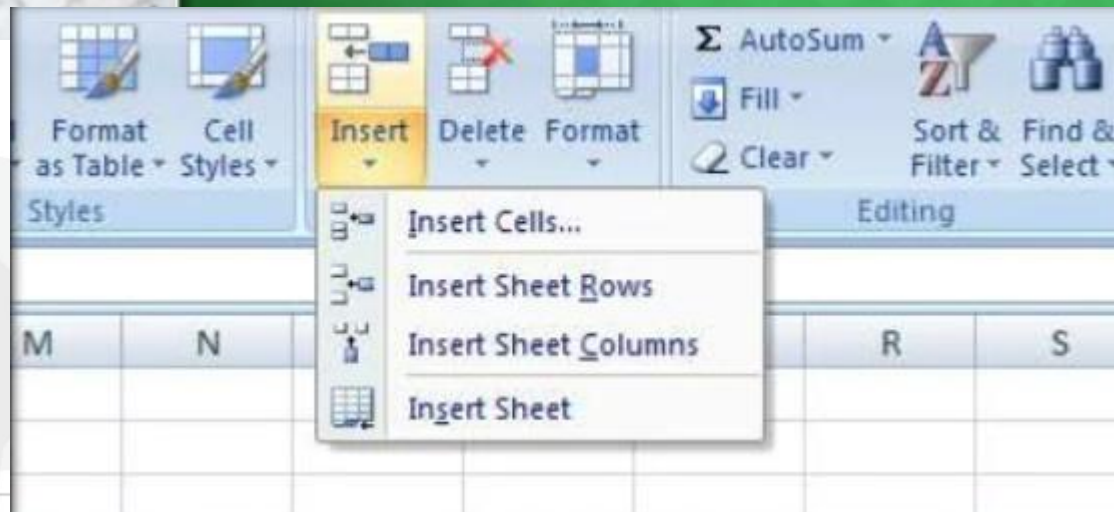 Format
as Table
Cell
Styles
Insert
Delete
Format
Σ AutoSum
Fill
Clear
Sort &
Filter
Find &
Select
Styles
Editing
Insert Cells...
Insert Sheet Rows
Insert Sheet Columns
Insert Sheet
M N R S